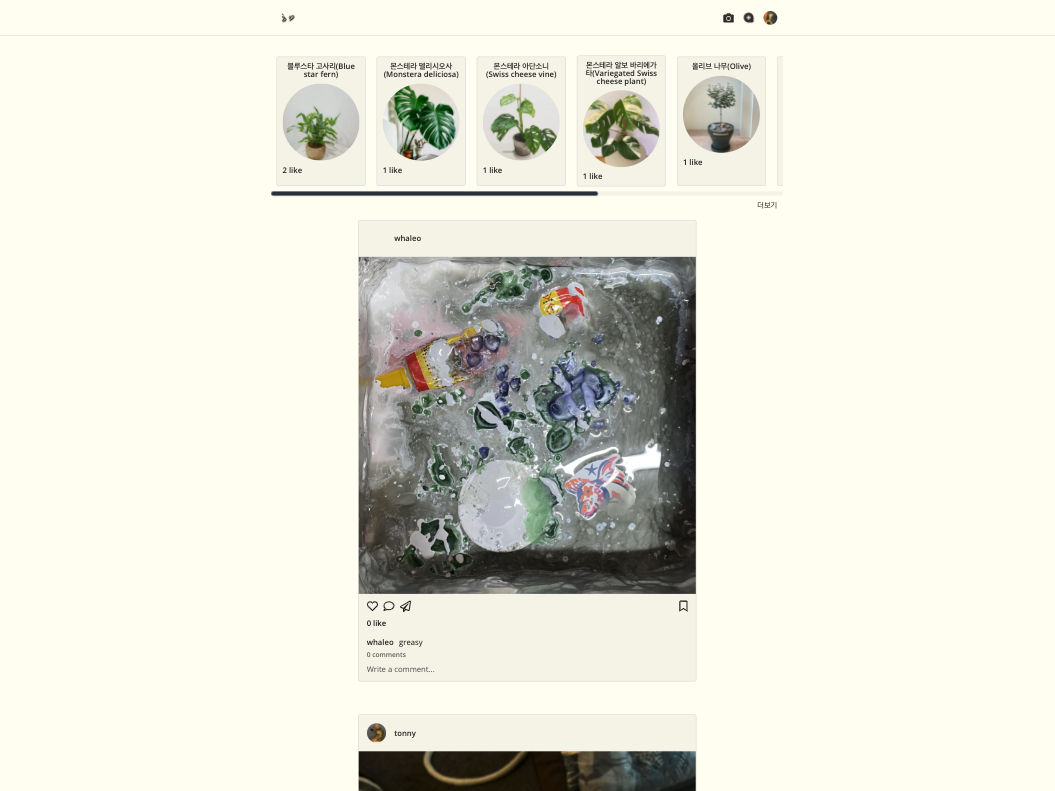 블루스타 고사리(Blue
star fern)
2 like
몬스테라 델리시오사
(Monstera deliciosa)
1 like
몬스테라 아단소니
(Swiss cheese vine)
1 like
몬스테라 알보 바리에가
타(Variegated Swiss
cheese plant)
1 like
올리브 나무(Olive)
1 like
더보기
whaleo
0 like
whaleo greasy
0 comments
Write a comment...
tonny